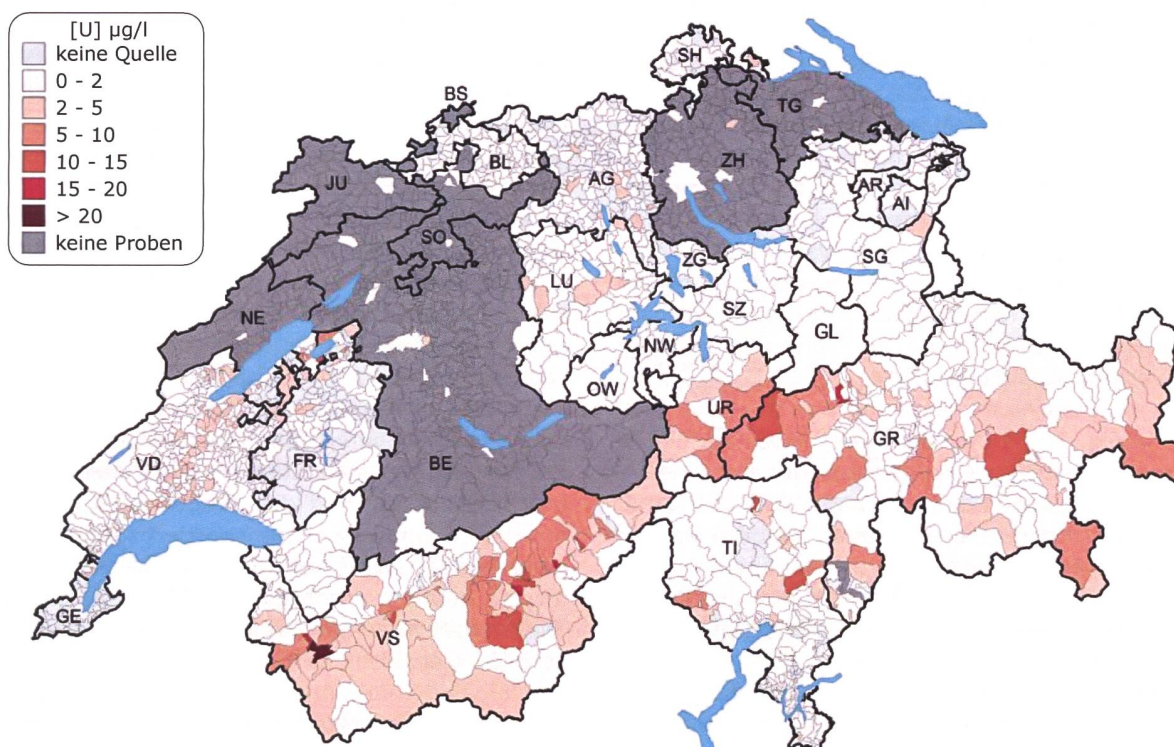 [U] µg/l
keine Quelle
0 - 2
2 - 5
5 - 10
10 - 15
15 - 20
> 20
keine Proben
SH
BS
TG
BL
ZH
JU
AG
AR
AI
SO
ZG
SG
LU
NE
SZ
GL
NW
OW
UR
GR
VD
FR
BE
TI
GE
VS